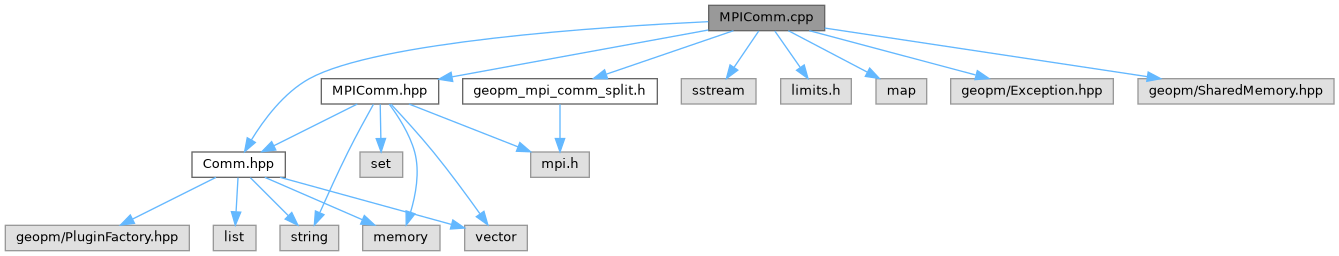 MPIComm.cpp
MPIComm.hpp
geopm_mpi_comm_split.h
sstream
limits.h
map
geopm/Exception.hpp
geopm/SharedMemory.hpp
Comm.hpp
set
mpi.h
geopm/PluginFactory.hpp
list
string
memory
vector